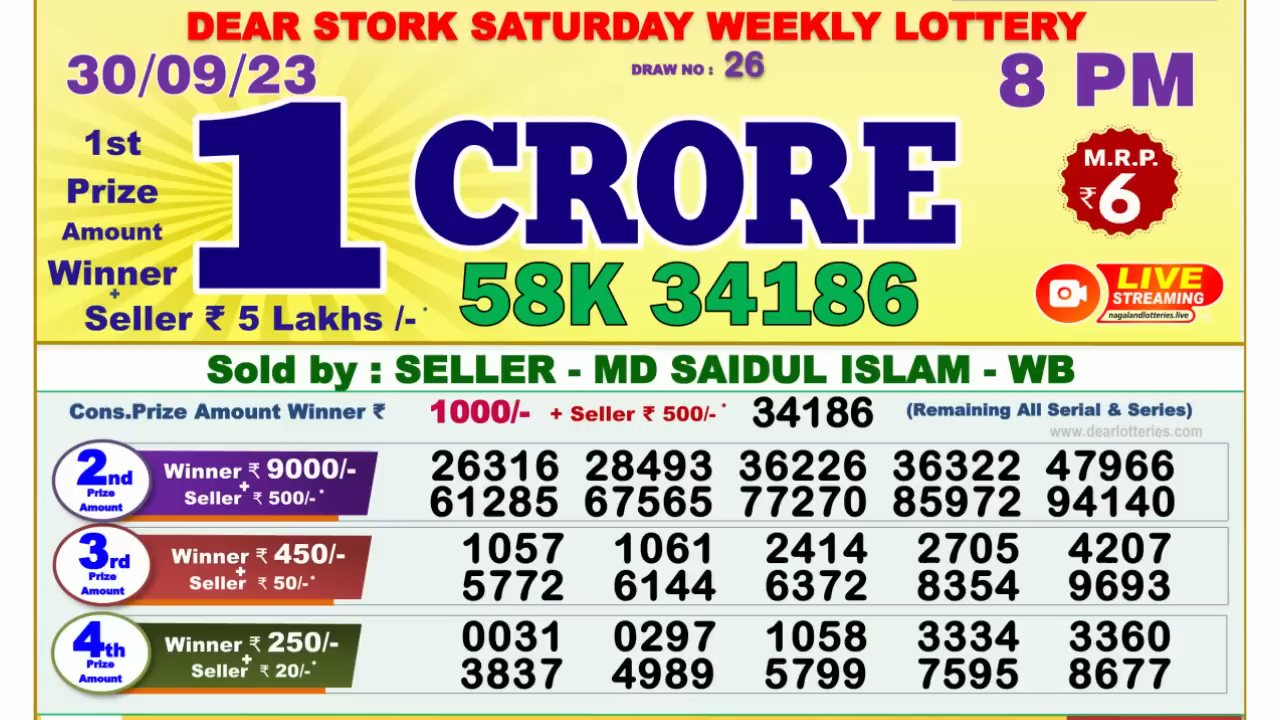 DEAR STORK SATURDAY WEEKLY LOTTERY
30/09/23
DRAW NO : 26
8 PM
1st
Prize
Amount
Winner
+
Seller ₹ 5 Lakhs /-*
1 CRORE
58K 34186
M.R.P.
₹ 6
LIVE
STREAMING
nagalandlotteries.live
Sold by : SELLER - MD SAIDUL ISLAM - WB
Cons.Prize Amount Winner ₹ 1000/- + Seller ₹ 500/-* 34186 (Remaining All Serial & Series)
www.dearlotteries.com
2nd
Prize
Amount
Winner ₹ 9000/-
+
Seller ₹ 500/-*
26316 28493 36226 36322 47966
61285 67565 77270 85972 94140
3rd
Prize
Amount
Winner ₹ 450/-
+
Seller ₹ 50/-*
1057 1061 2414 2705 4207
5772 6144 6372 8354 9693
4th
Prize
Amount
Winner ₹ 250/-
+
Seller ₹ 20/-*
0031 0297 1058 3334 3360
3837 4989 5799 7595 8677